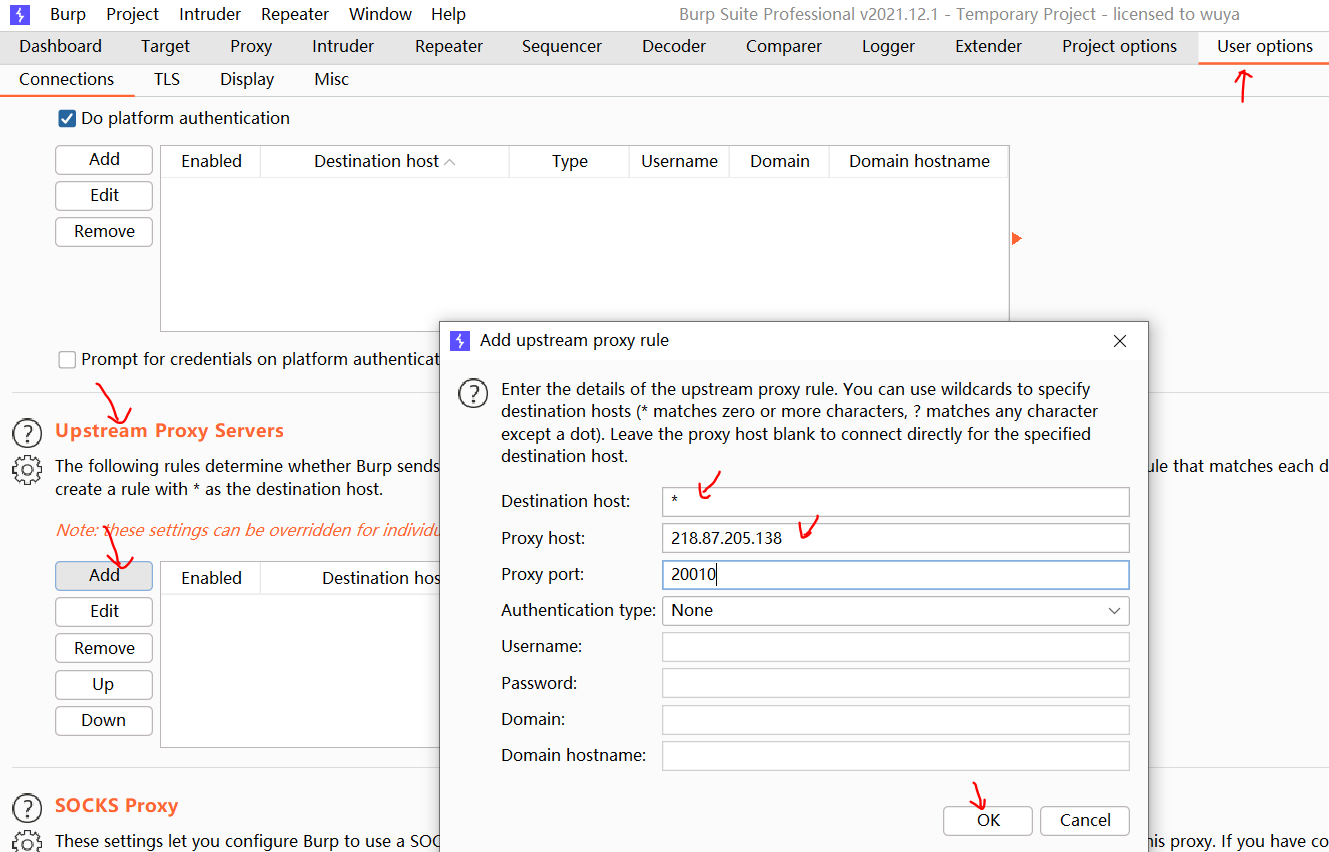 Burp Project Intruder Repeater Window Help Burp Suite Professional v2021.12.1 - Temporary Project - licensed to wuya
Dashboard Target Proxy Intruder Repeater Sequencer Decoder Comparer Logger Extender Project options User options
Connections TLS Display Misc
Do platform authentication
Add
Edit
Remove
Enabled Destination host Type Username Domain Domain hostname
Prompt for credentials on platform authenticat
Upstream Proxy Servers
The following rules determine whether Burp sends
ule that matches each d
create a rule with * as the destination host.
Note: these settings can be overridden for individu
Add
Edit
Remove
Up
Down
Enabled Destination hos
SOCKS Proxy
These settings let you configure Burp to use a SOC
his proxy. If you have co
Add upstream proxy rule
Enter the details of the upstream proxy rule. You can use wildcards to specify
destination hosts (* matches zero or more characters, ? matches any character
except a dot). Leave the proxy host blank to connect directly for the specified
destination host.
Destination host: *
Proxy host: 218.87.205.138
Proxy port: 20010
Authentication type: None
Username:
Password:
Domain:
Domain hostname:
OK Cancel